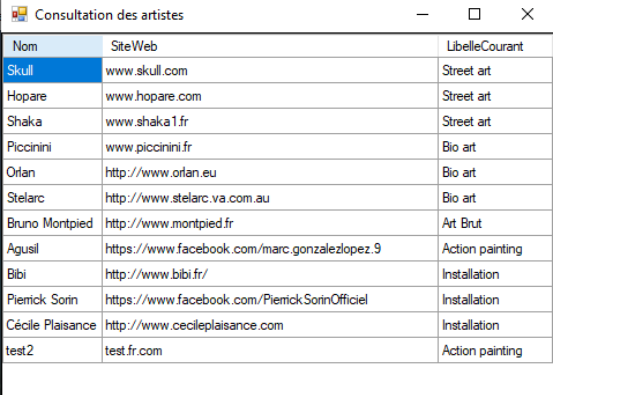 Consultation des artistes
Nom SiteWeb LibelleCourant
Skull www.skull.com Street art
Hopare www.hopare.com Street art
Shaka www.shaka1.fr Street art
Piccinini www.piccinini.fr Bio art
Orlan http://www.orlan.eu Bio art
Stelarc http://www.stelarc.va.com.au Bio art
Bruno Montpied http://www.montpied.fr Art Brut
Agusil https://www.facebook.com/marc.gonzalezlopez.9 Action painting
Bibi http://www.bibi.fr/ Installation
Pierrick Sorin https://www.facebook.com/PierrickSorinOfficiel Installation
Cécile Plaisance http://www.cecileplaisance.com Installation
test2 test.fr.com Action painting